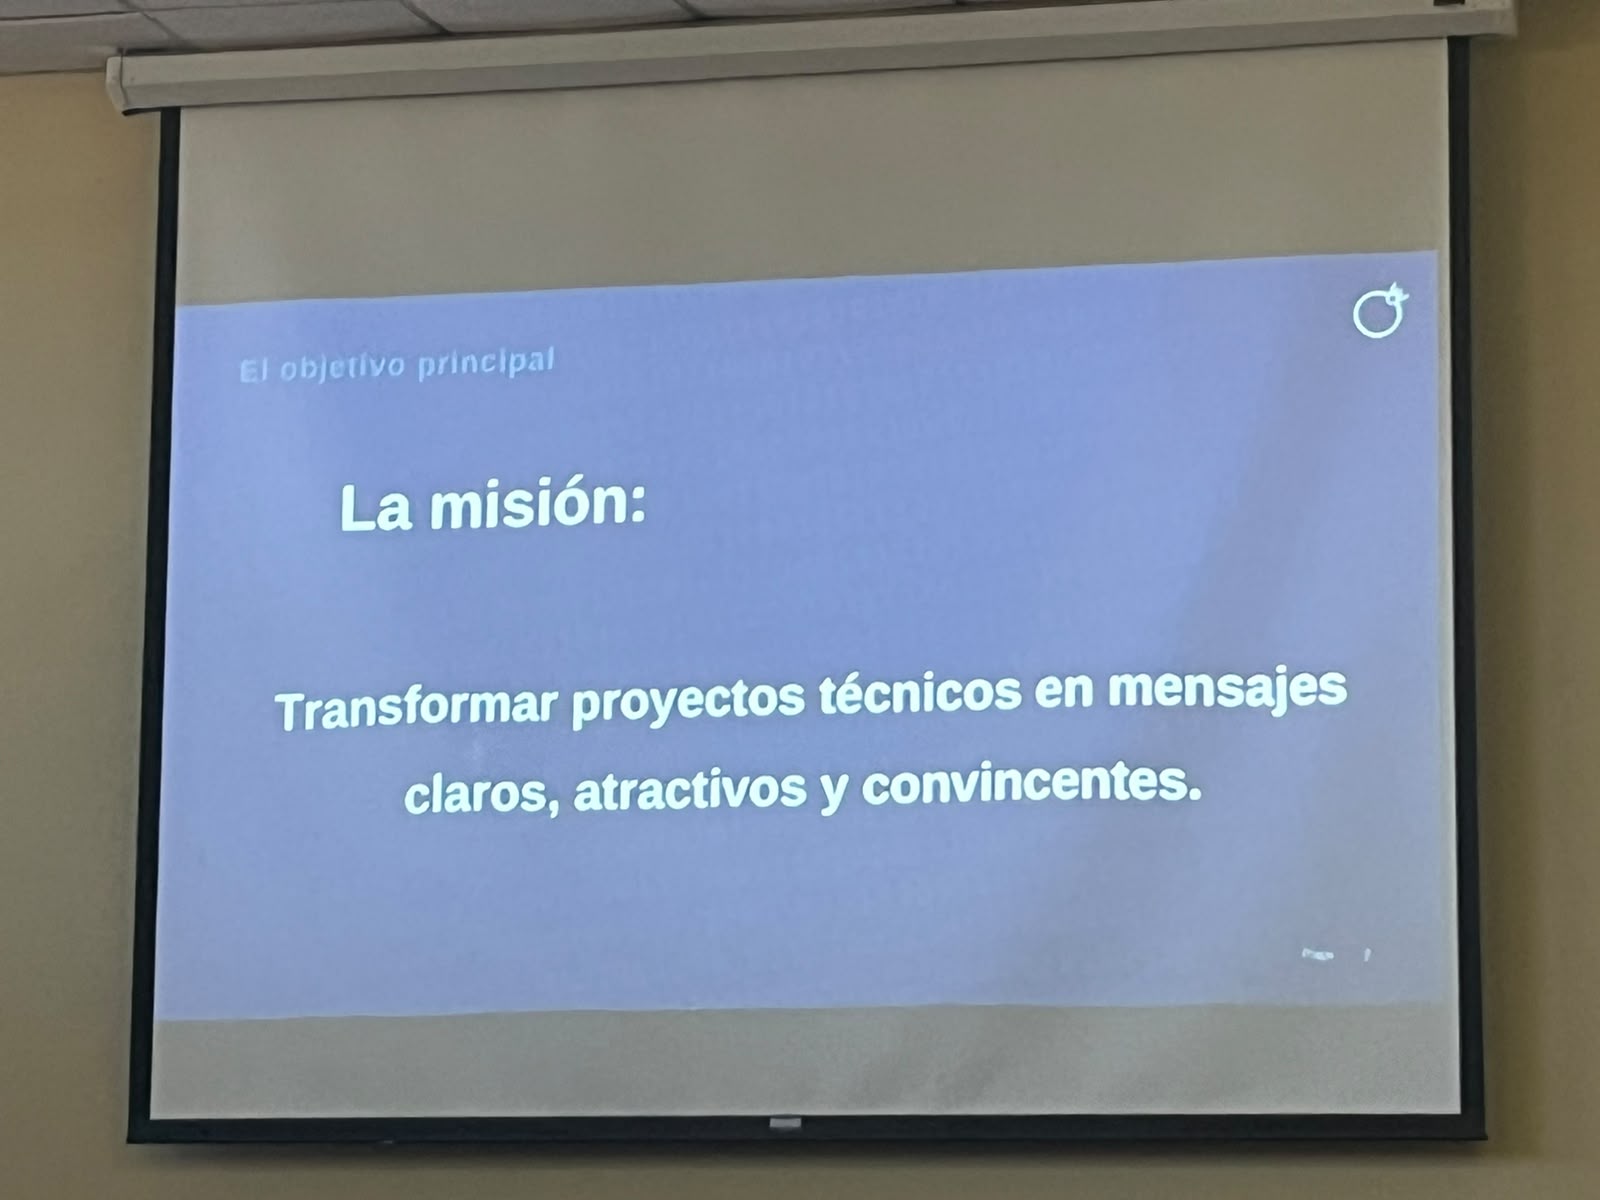 El objetivo principal
La misión:
Transformar proyectos técnicos en mensajes
claros, atractivos y convincentes.